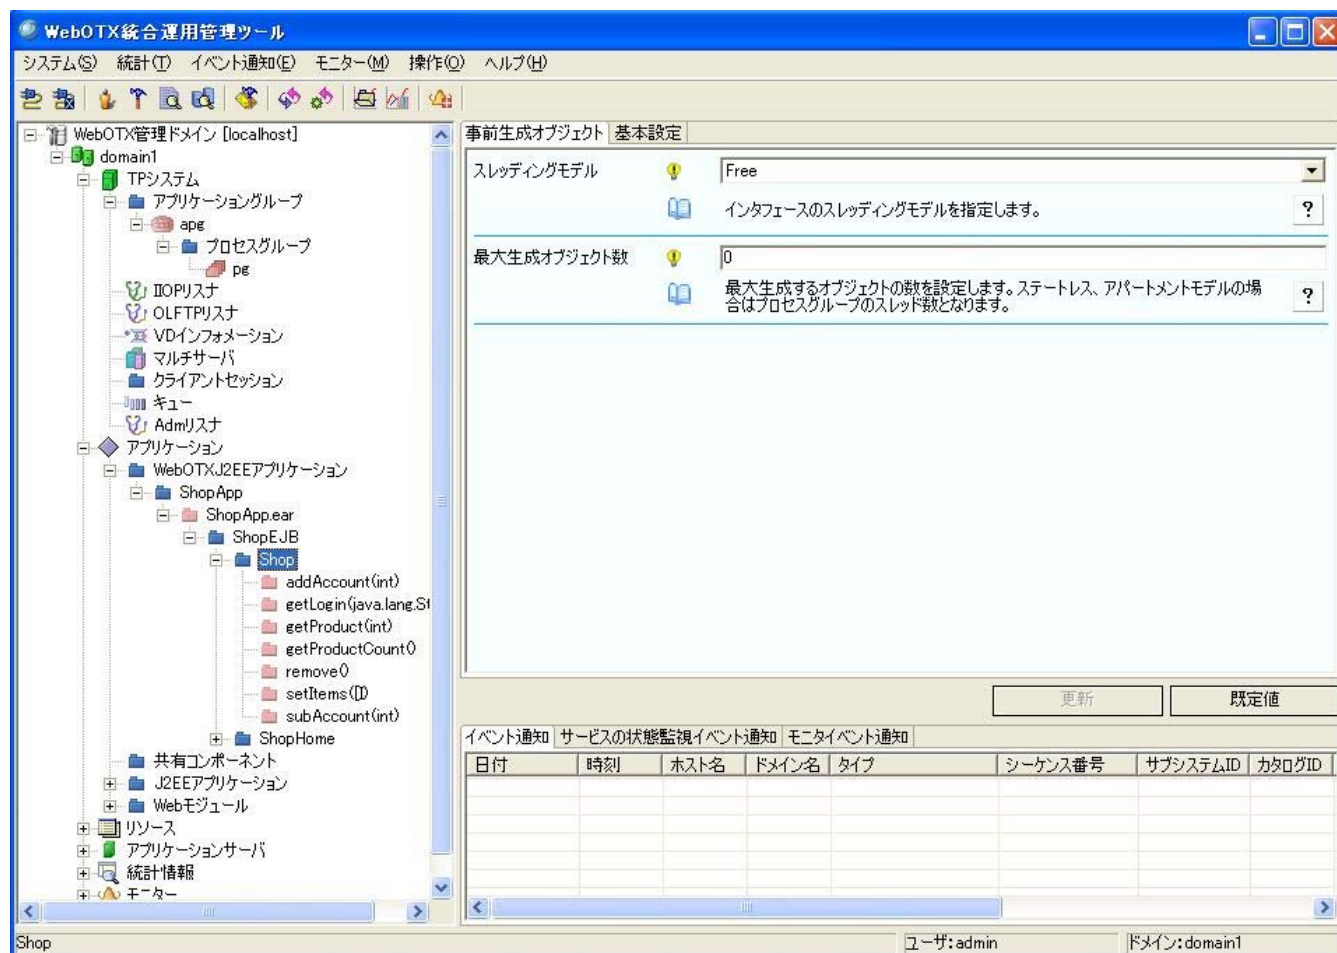 WebOTX統合運用管理ツール
システム(S) 統計(T) イベント通知(E) モニター(M) 操作(O) ヘルプ(H)
WebOTX管理ドメイン [localhost]
domain1
TPシステム
アプリケーショングループ
apg
プロセスグループ
pg
IIOPリスナ
OLFTPリスナ
VDインフォメーション
マルチサーバ
クライアントセッション
キュー
Admリスナ
アプリケーション
WebOTXJ2EEアプリケーション
ShopApp
ShopApp.ear
ShopEJB
Shop
addAccount(int)
getLogin(java.lang.St
getProduct(int)
getProductCount()
remove()
setItems([])
subAccount(int)
ShopHome
共有コンポーネント
J2EEアプリケーション
Webモジュール
リソース
アプリケーションサーバ
統計情報
モニター
事前生成オブジェクト 基本設定
スレッディングモデル Free
インタフェースのスレッディングモデルを指定します。 ?
最大生成オブジェクト数 0
最大生成するオブジェクトの数を設定します。ステートレス、アパートメントモデルの場
合はプロセスグループのスレッド数となります。 ?
更新 既定値
イベント通知 サービスの状態監視イベント通知 モニタイベント通知
日付 時刻 ホスト名 ドメイン名 タイプ シーケンス番号 サブシステムID カタログID
Shop ユーザ:admin ドメイン:domain1